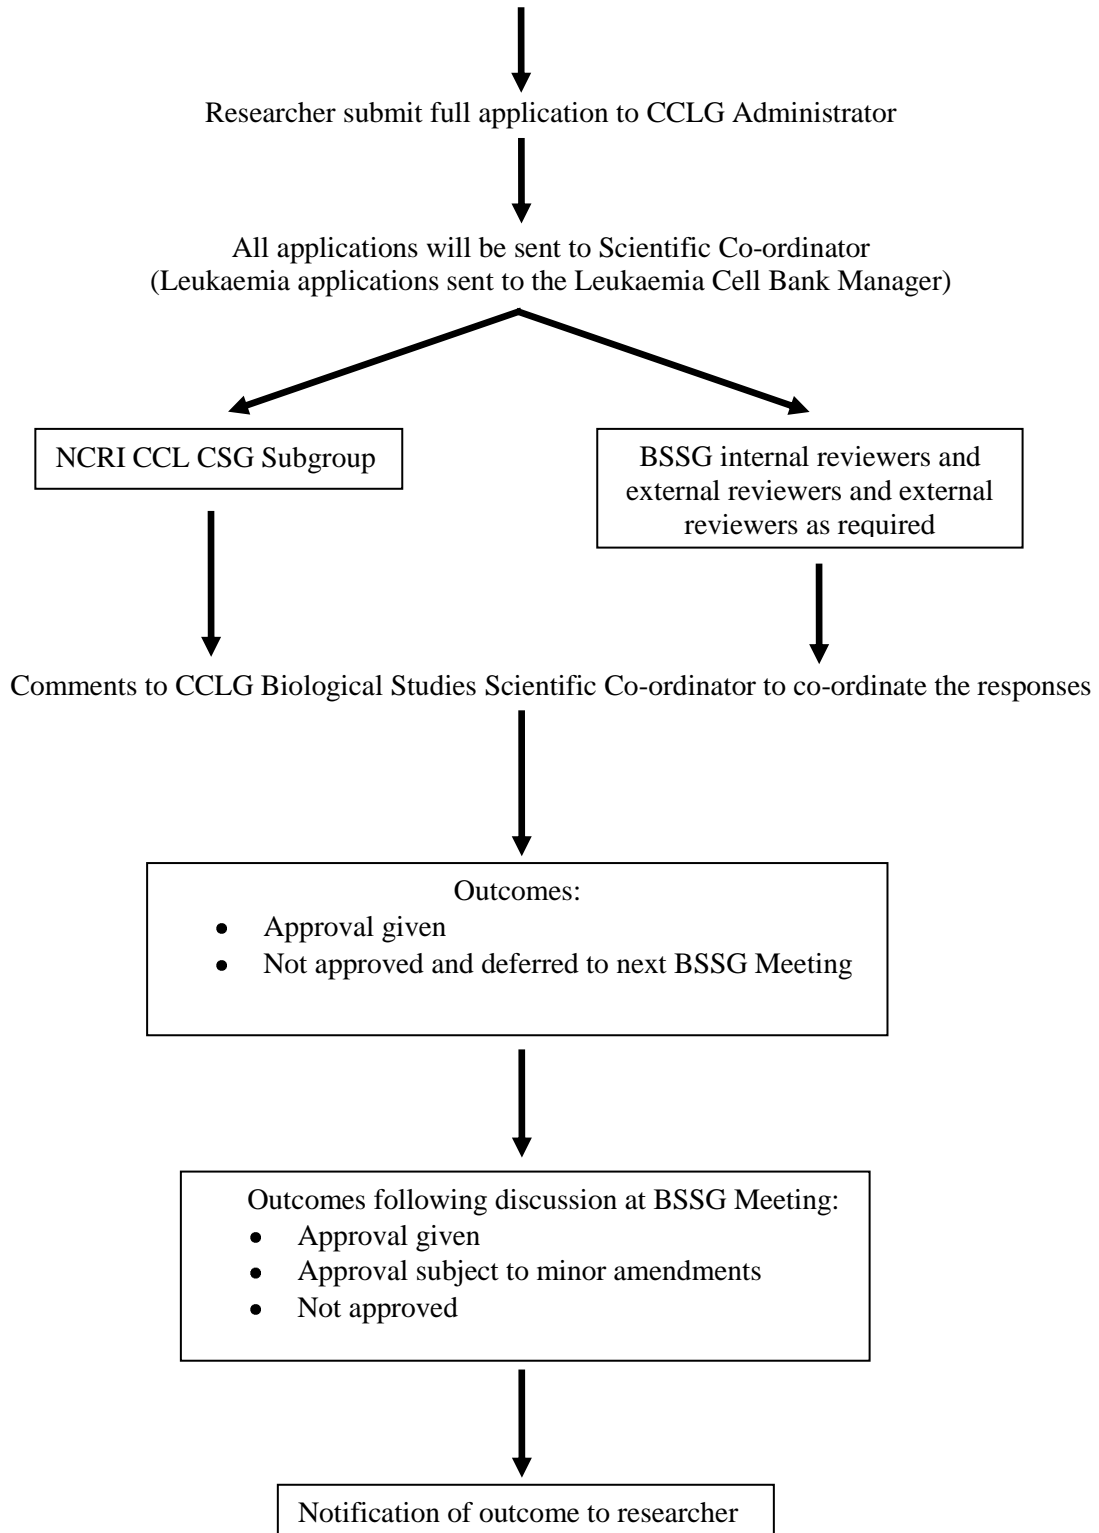 Researcher submit full application to CCLG Administrator
All applications will be sent to Scientific Co-ordinator
(Leukaemia applications sent to the Leukaemia Cell Bank Manager)
NCRI CCL CSG Subgroup
BSSG internal reviewers and
external reviewers and external
reviewers as required
Comments to CCLG Biological Studies Scientific Co-ordinator to co-ordinate the responses
Outcomes:
• Approval given
• Not approved and deferred to next BSSG Meeting
Outcomes following discussion at BSSG Meeting:
• Approval given
• Approval subject to minor amendments
• Not approved
Notification of outcome to researcher